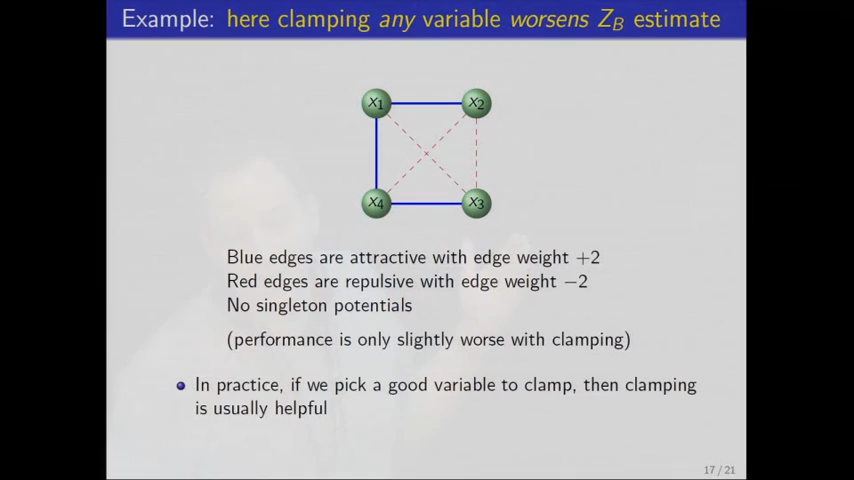 Example: here clamping any variable worsens Z_B estimate
x1 x2
x4 x3
Blue edges are attractive with edge weight +2
Red edges are repulsive with edge weight −2
No singleton potentials
(performance is only slightly worse with clamping)
In practice, if we pick a good variable to clamp, then clamping
is usually helpful
17 / 21